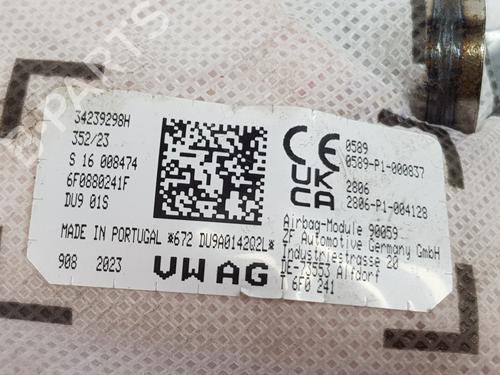 B-PARTS
34239298H
352/23
S 16 008474
6F0880241F
DU9 01S
MADE IN PORTUGAL *672 DU9A0142Q2L*
908 2023
VW AG
CE
0589
0589-P1-000837
UK
CA
2806
2806-P1-004128
Airbag-Module 90059
ZF Automotive Germany GmbH
Industriestrasse 20
DE-73553 Alfdorf
T 6F0 241